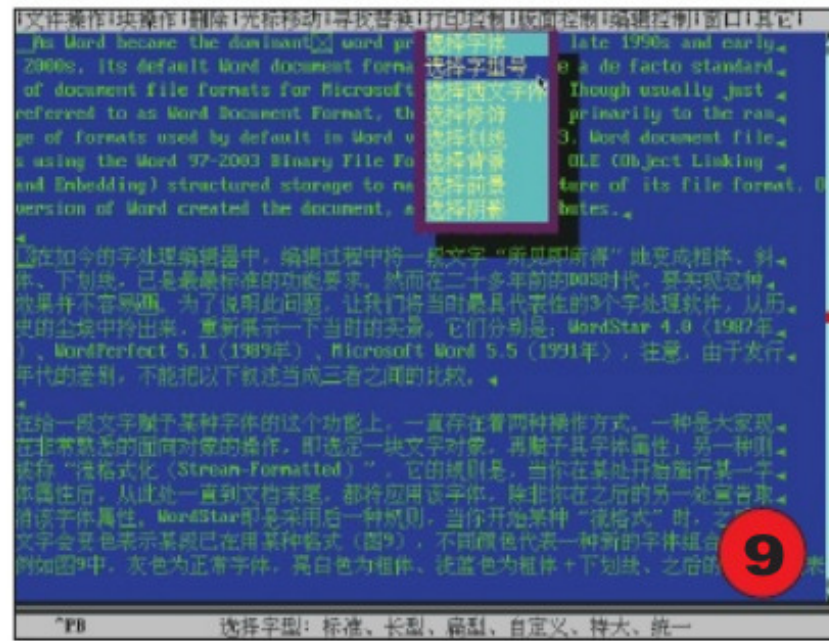 文件操作 块操作 删除 光标移动 寻找替换 打印控制 版面控制 编辑控制 窗口 其它
As Word became the dominant word pr 选择字体 late 1990s and early
2000s, its default Word document forma 选择字型号 e a de facto standard
of document file formats for Microsoft 选择西文字体 Though usually just
referred to as Word Document Format, th 选择修饰 primarily to the ran
ge of formats used by default in Word v 选择划线 3. Word document file
s using the Word 97-2003 Binary File Fo 选择背景 OLE (Object Linking
and Embedding) structured storage to ma 选择前景 ture of its file format. O
version of Word created the document, a 选择阴影 butes.
在如今的字处理编辑器中，编辑过程中将一段文字“所见即所得”地变成粗体、斜
体、下划线，已是最最标准的功能要求。然而在二十多年前的DOS时代，要实现这种
效果并不容易。为了说明此问题，让我们将当时最具代表性的3个字处理软件，从历
史的尘埃中拎出来，重新展示一下当时的实景。它们分别是：WordStar 4.0（1987年
）、WordPerfect 5.1（1989年）、Microsoft Word 5.5（1991年），注意，由于发行
年代的差别，不能把以下叙述当成三者之间的比较。
在给一段文字赋予某种字体的这个功能上，一直存在着两种操作方式。一种是大家现
在非常熟悉的面向对象的操作，即选定一块文字对象，再赋予其字体属性；另一种则
被称“流格式化（Stream-Formatted）”，它的规则是，当你在某处开始施行某一字
体属性后，从此处一直到文档末尾，都将应用该字体，除非你在之后的另一处宣告取
消该字体属性。WordStar即是采用后一种规则，当你开始某种“流格式”时，之
文字会变色表示某段已在用某种格式（图9），不同颜色代表一种新的字体组合
例如图9中，灰色为正常字体，亮白色为粗体、浅蓝色为粗体+下划线、之后的 表
9
^PB 选择字型：标准、长型、扁型、自定义、特大、统一